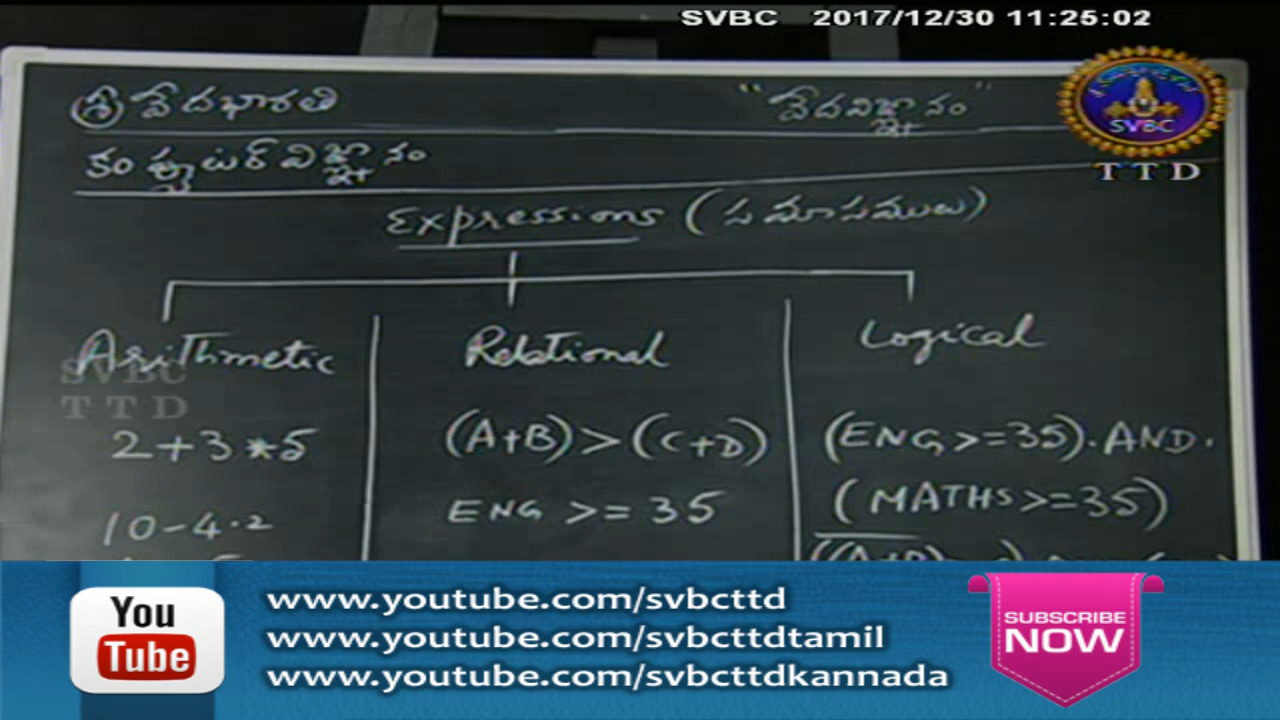 SVBC 2017/12/30 11:25:02
శ్రీ వేదభారతి
"వేదవిజ్ఞానం"
SVBC
TTD
కంప్యుటర్ విజ్ఞానం
Expressions (సమాసములు)
Arithmetic
Relational
Logical
SVBC
TTD
2+3*5
(A+B)>(C+D)
(ENG>=35).AND.
10-4.2
ENG >= 35
(MATHS>=35)
You
Tube
www.youtube.com/svbcttd
www.youtube.com/svbcttdtamil
www.youtube.com/svbcttdkannada
SUBSCRIBE
NOW